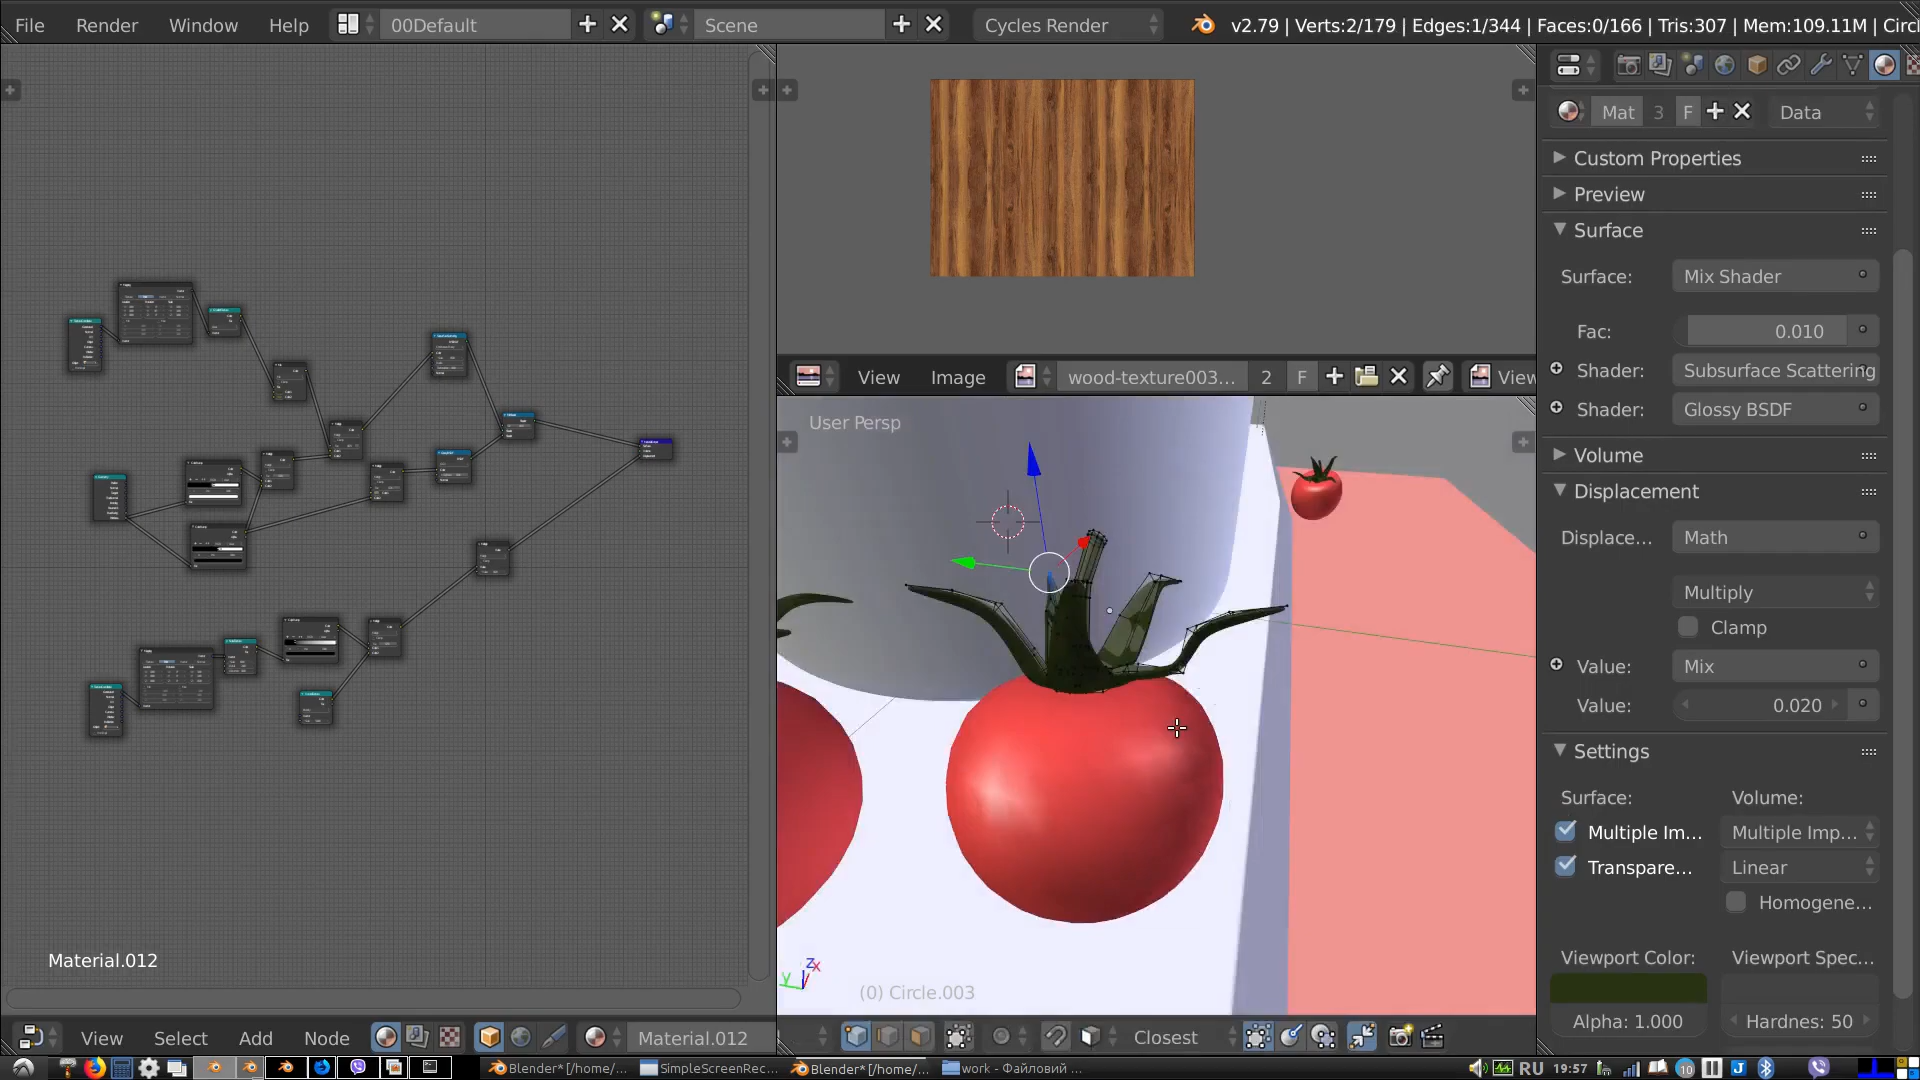 File Render Window Help 00Default Scene Cycles Render v2.79 | Verts:2/179 | Edges:1/344 | Faces:0/166 | Tris:307 | Mem:109.11M | Circl
Mat 3 F Data
Custom Properties
Preview
Surface
Surface: Mix Shader
Fac: 0.010
Shader: Subsurface Scattering
Shader: Glossy BSDF
Volume
Displacement
Displace... Math
Multiply
Clamp
Value: Mix
Value: 0.020
Settings
Surface: Volume:
Multiple Im... Multiple Imp...
Transpare... Linear
Homogene...
Viewport Color: Viewport Spec...
Alpha: 1.000 Hardnes: 50
View Image wood-texture003... 2 F View
User Persp
z x
y
(0) Circle.003
Closest
Material.012
View Select Add Node Material.012
Blender* [/home/... SimpleScreenRec... Blender* [/home/... work - Файловий ... RU 19:57 10